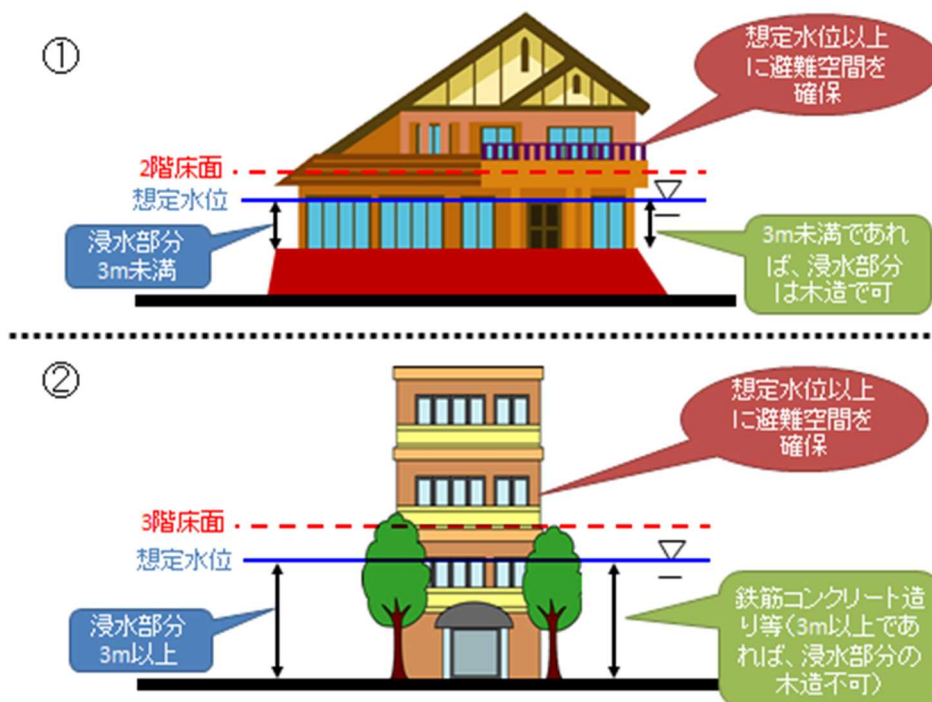 ①
想定水位以上
に避難空間を
確保
2階床面
想定水位
浸水部分
3m未満
3m未満であれ
ば、浸水部分
は木造で可
②
想定水位以上
に避難空間を
確保
3階床面
想定水位
浸水部分
3m以上
鉄筋コンクリート造
り等(3m以上であ
れば、浸水部分の
木造不可)